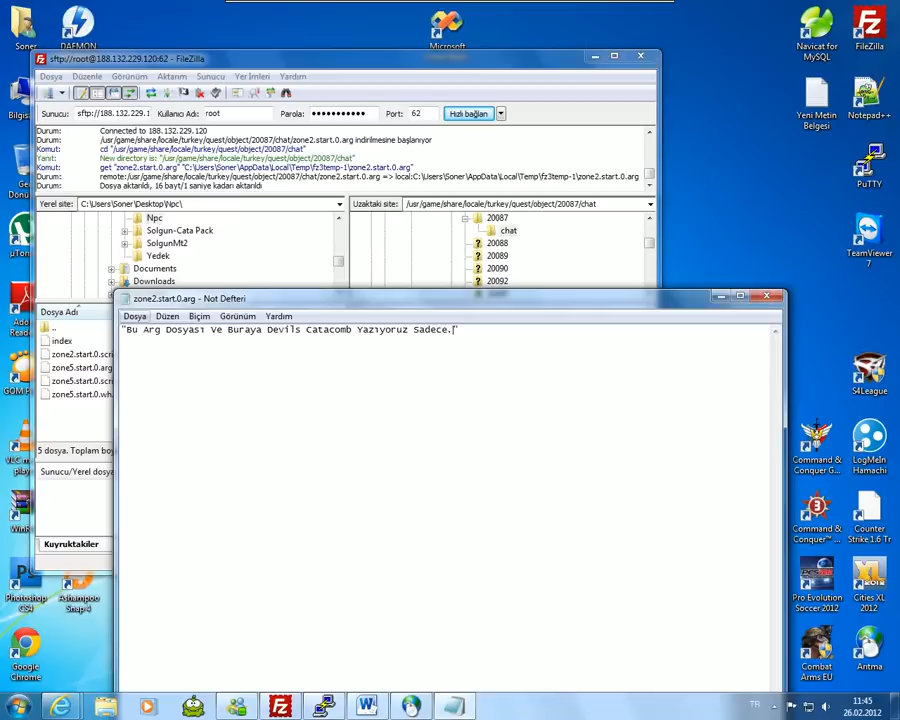 Soner
DAEMON
Microsoft
Navicat for
MySQL
FileZilla
sftp://root@188.132.229.120:62 - FileZilla
Dosya Düzenle Görünüm Aktarım Sunucu Yer İmleri Yardım
Sunucu: sftp://188.132.229.1 Kullanıcı Adı: root Parola: ●●●●●●●●●●● Port: 62 Hızlı bağlan
Bilgis
Yeni Metin
Belgesi
Notepad++
Durum: Connected to 188.132.229.120
Durum: /usr/game/share/locale/turkey/quest/object/20087/chat/zone2.start.0.arg indirilmesine başlanıyor
Komut: cd "/usr/game/share/locale/turkey/quest/object/20087/chat"
Yanıt: New directory is: "/usr/game/share/locale/turkey/quest/object/20087/chat"
Komut: get "zone2.start.0.arg" "C:\Users\Soner\AppData\Local\Temp\fz3temp-1\zone2.start.0.arg"
Durum: remote:/usr/game/share/locale/turkey/quest/object/20087/chat/zone2.start.0.arg => local:C:\Users\Soner\AppData\Local\Temp\fz3temp-1\zone2.start.0.arg
Durum: Dosya aktarıldı, 16 bayt/1 saniye kadarı aktarıldı
Ge
Dönü
PuTTY
Yerel site: C:\Users\Soner\Desktop\Npc\
Uzaktaki site: /usr/game/share/locale/turkey/quest/object/20087/chat
Npc
Solgun-Cata Pack
SolgunMt2
Yedek
Documents
Downloads
20087
chat
20088
20089
20090
20092
µTor
TeamViewer
7
zone2.start.0.arg - Not Defteri
Dosya Düzen Biçim Görünüm Yardım
"Bu Arg Dosyası Ve Buraya Devils Catacomb Yazıyoruz Sadece."
Dosya Adı
..
index
zone2.start.0.scri
zone5.start.0.arg
zone5.start.0.scri
zone5.start.0.wh.
5 dosya. Toplam boy
Sunucu/Yerel dosya
Kuyruktakiler
Ado
Reade
GOM P
VLC m
play
WinR
Ps
Photoshop
CS4
Ashampoo
Snap 4
Google
Chrome
S4League
Command &
Conquer G...
LogMeIn
Hamachi
Command &
Conquer™ ...
Counter
Strike 1.6 Tr
Pro Evolution
Soccer 2012
Cities XL
2012
Combat
Arms EU
Arıtma
TR
11:45
26.02.2012